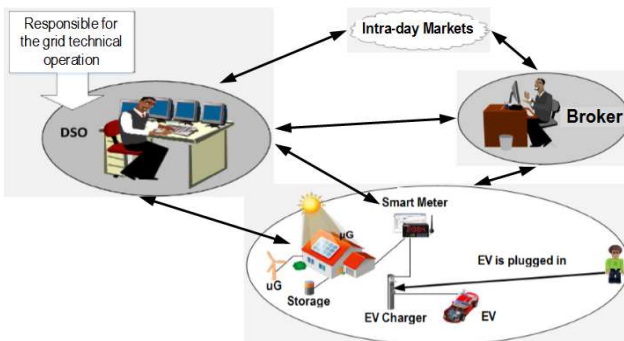 Responsible for
the grid technical
operation
Intra-day Markets
DSO
Broker
Smart Meter
uG
uG
Storage
EV is plugged in
EV Charger
EV